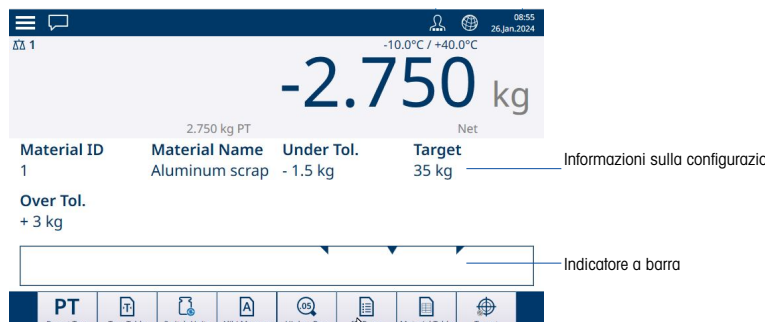 08:55
26.Jan.2024
1
-10.0°C / +40.0°C
-2.750 kg
2.750 kg PT
Net
Material ID
Material Name
Under Tol.
Target
1
Aluminum scrap
- 1.5 kg
35 kg
Informazioni sulla configurazio
Over Tol.
+ 3 kg
Indicatore a barra
PT
T
A
.05